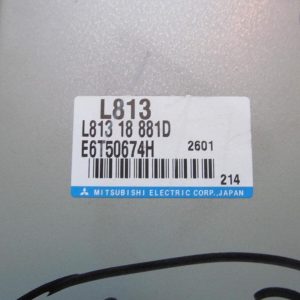 L813
L813 18 881D
E6T50674H 2601
214
MITSUBISHI ELECTRIC CORP., JAPAN